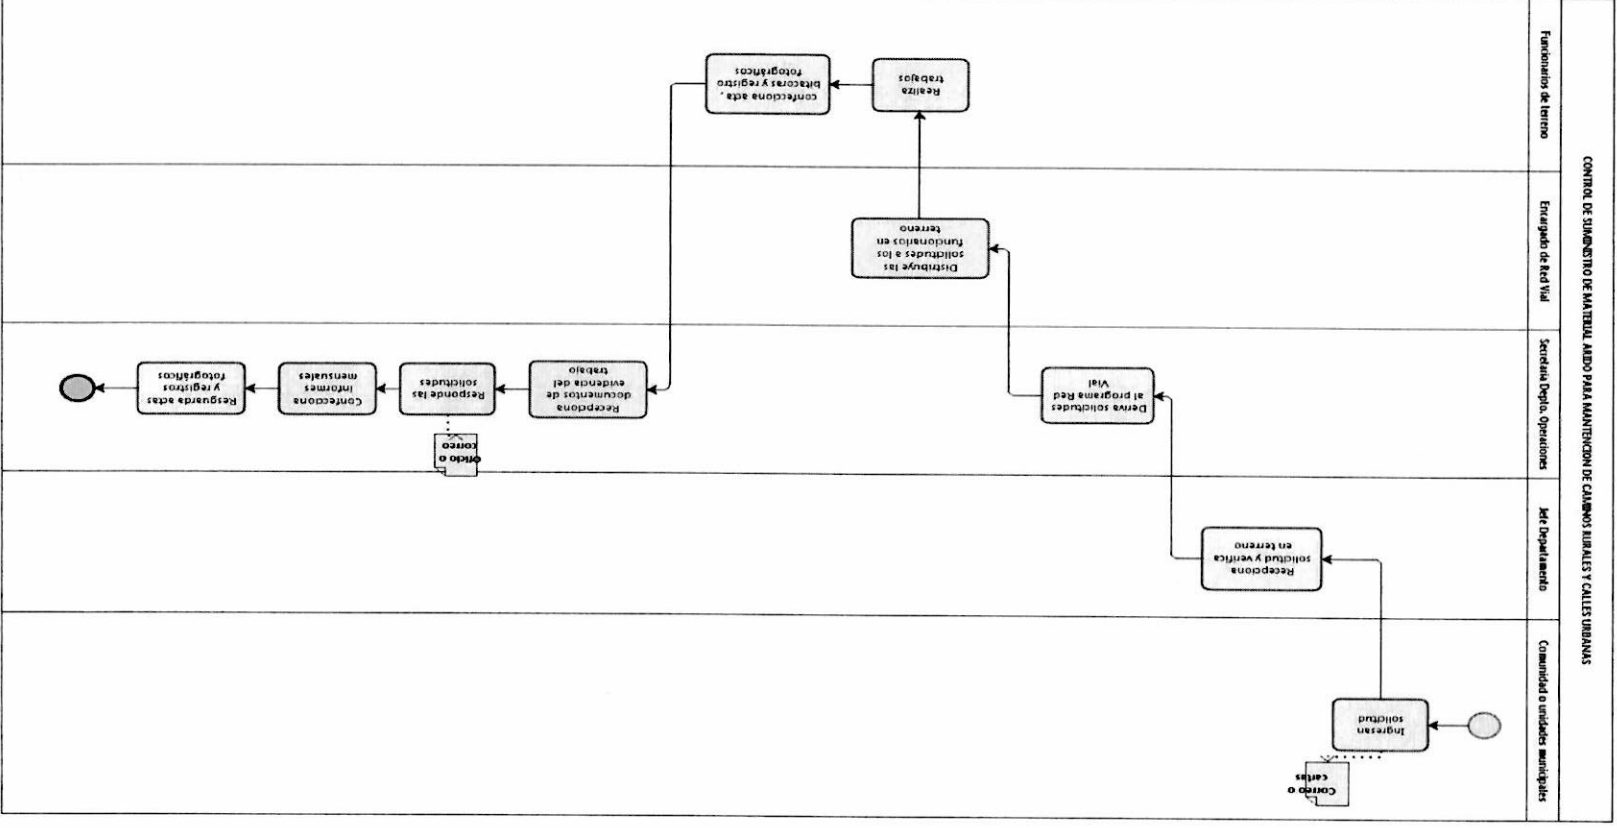 CONTROL DE SUMINISTRO DE MATERIAL ARIDO PARA MANTENCION DE CAMINOS RURALES Y CALLES URBANAS
Comunidad o unidades municipales
Correo o
cartas
Ingresan
solicitud
Jefe Departamento
Recepciona
solicitud y verifica
en terreno
Secretaria Depto. Operaciones
Deriva solicitudes
al programa Red
Vial
Encargado de Red Vial
Distribuye las
solicitudes a los
funcionarios en
terreno
Funcionarios de terreno
Realiza
trabajos
confecciona acta ,
bitacoras y registro
fotográficos
Recepciona
documentos de
evidencia del
trabajo
Oficio o
correo
Responde las
solicitudes
Confecciona
informes
mensuales
Resguarda actas
y registros
fotográficos